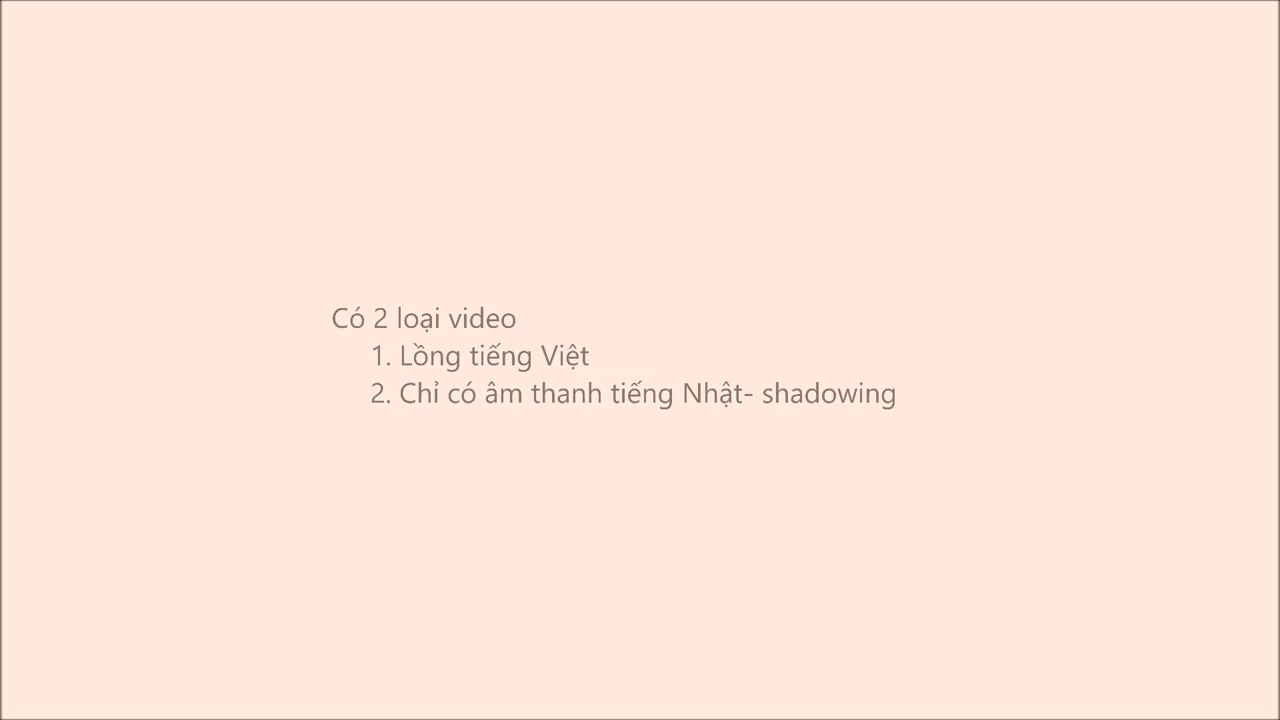 Có 2 loại video
1. Lồng tiếng Việt
2. Chỉ có âm thanh tiếng Nhật- shadowing